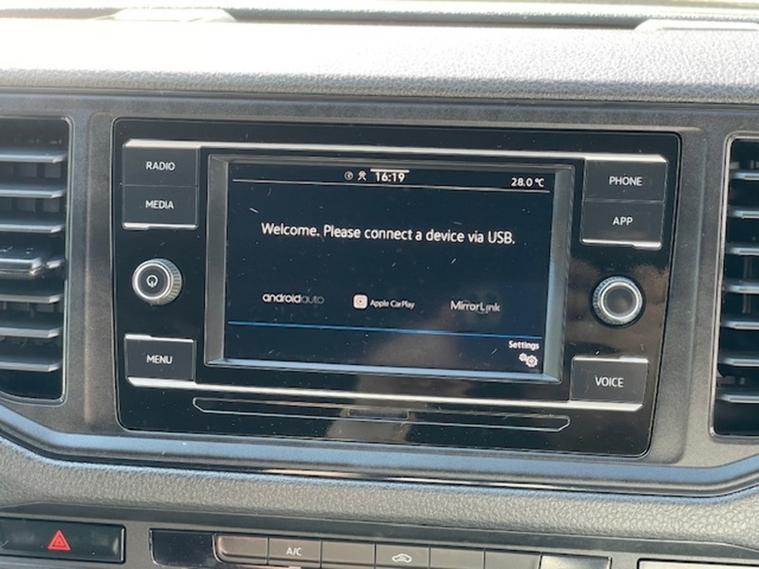 RADIO
MEDIA
MENU
16:19
28.0 °C
Welcome. Please connect a device via USB.
androidauto
Apple CarPlay
MirrorLink
Settings
PHONE
APP
VOICE
A/C